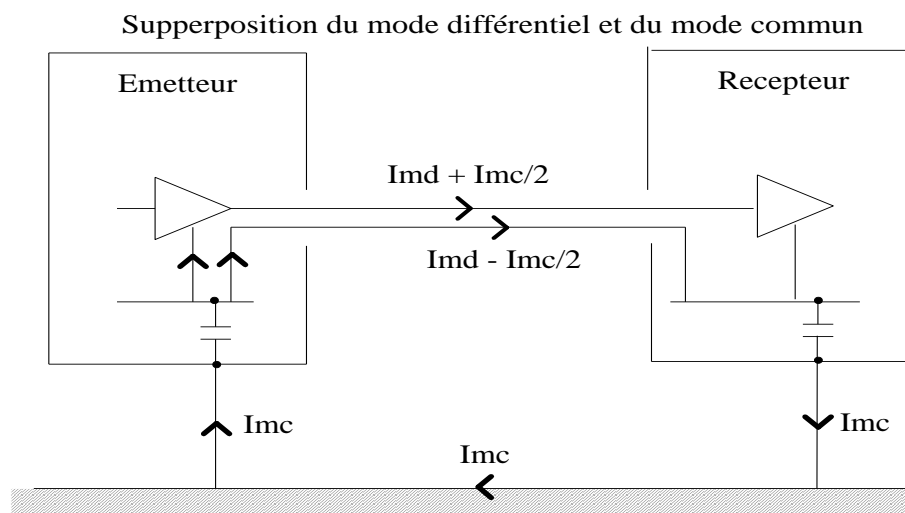 Supperposition du mode différentiel et du mode commun
Emetteur
Recepteur
Imd + Imc/2
Imd - Imc/2
Imc
Imc
Imc